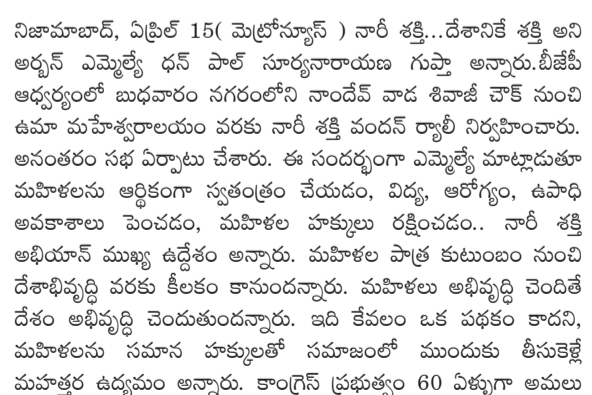 నిజామాబాద్, ఏప్రిల్ 15( మెట్రోన్యూస్ ) నారీ శక్తి...దేశానికే శక్తి అని
అర్బన్ ఎమ్మెల్యే ధన్ పాల్ సూర్యనారాయణ గుప్తా అన్నారు.బీజేపీ
ఆధ్వర్యంలో బుధవారం నగరంలోని నాందేవ్ వాడ శివాజీ చౌక్ నుంచి
ఉమా మహేశ్వరాలయం వరకు నారీ శక్తి వందన్ ర్యాలీ నిర్వహించారు.
అనంతరం సభ ఏర్పాటు చేశారు. ఈ సందర్భంగా ఎమ్మెల్యే మాట్లాడుతూ
మహిళలను ఆర్థికంగా స్వతంత్రం చేయడం, విద్య, ఆరోగ్యం, ఉపాధి
అవకాశాలు పెంచడం, మహిళల హక్కులు రక్షించడం.. నారీ శక్తి
అభియాన్ ముఖ్య ఉద్దేశం అన్నారు. మహిళల పాత్ర కుటుంబం నుంచి
దేశాభివృద్ధి వరకు కీలకం కానుందన్నారు. మహిళలు అభివృద్ధి చెందితే
దేశం అభివృద్ధి చెందుతుందన్నారు. ఇది కేవలం ఒక పథకం కాదని,
మహిళలను సమాన హక్కులతో సమాజంలో ముందుకు తీసుకెళ్లే
మహత్తర ఉద్యమం అన్నారు. కాంగ్రెస్ ప్రభుత్వం 60 ఏళ్ళుగా అమలు